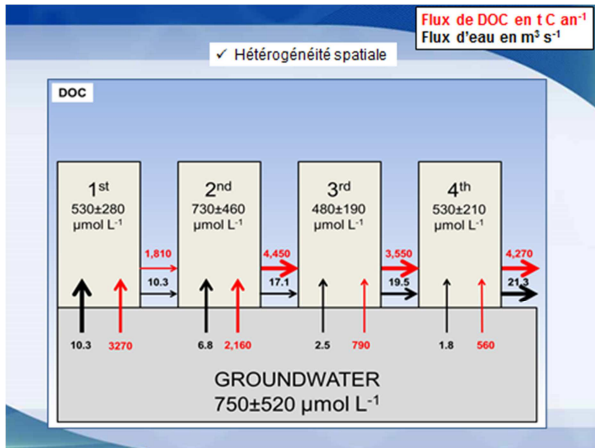 Flux de DOC en t C an-1
Flux d'eau en m3 s-1
✓ Hétérogénéité spatiale
DOC
1st
530±280
µmol L-1
2nd
730±460
µmol L-1
3rd
480±190
µmol L-1
4th
530±210
µmol L-1
1,810
4,450
3,550
4,270
10.3
17.1
19.5
21.3
10.3
3270
6.8
2,160
2.5
790
1.8
560
GROUNDWATER
750±520 µmol L-1